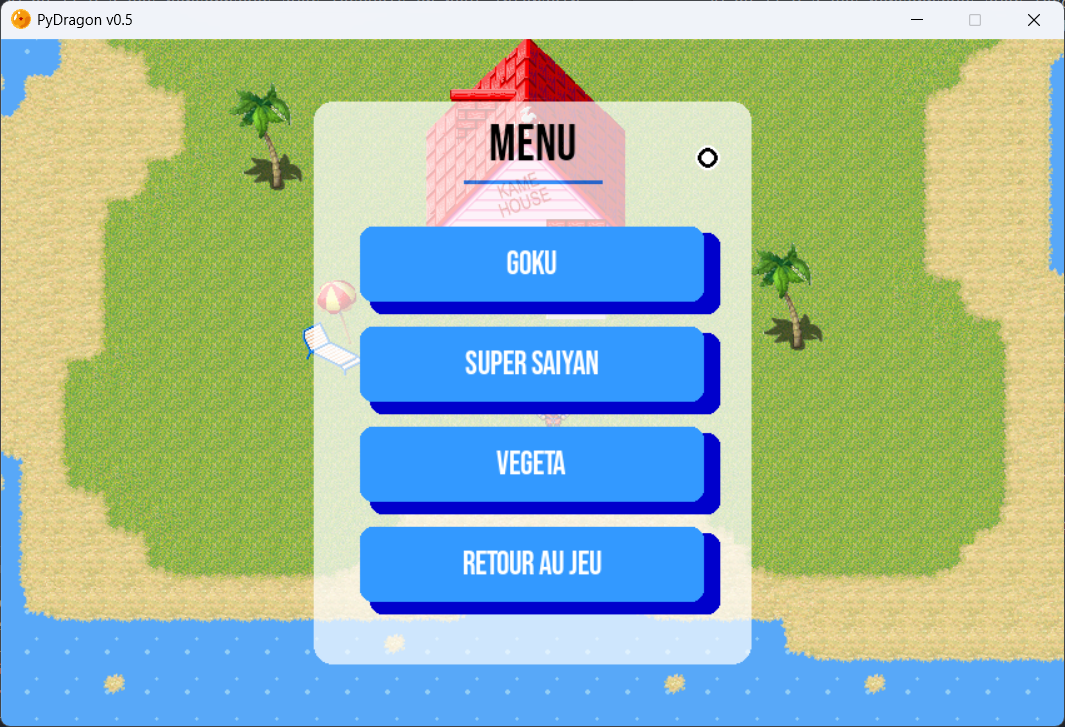 PyDragon v0.5
MENU
KAME
HOUSE
GOKU
SUPER SAIYAN
VEGETA
RETOUR AU JEU